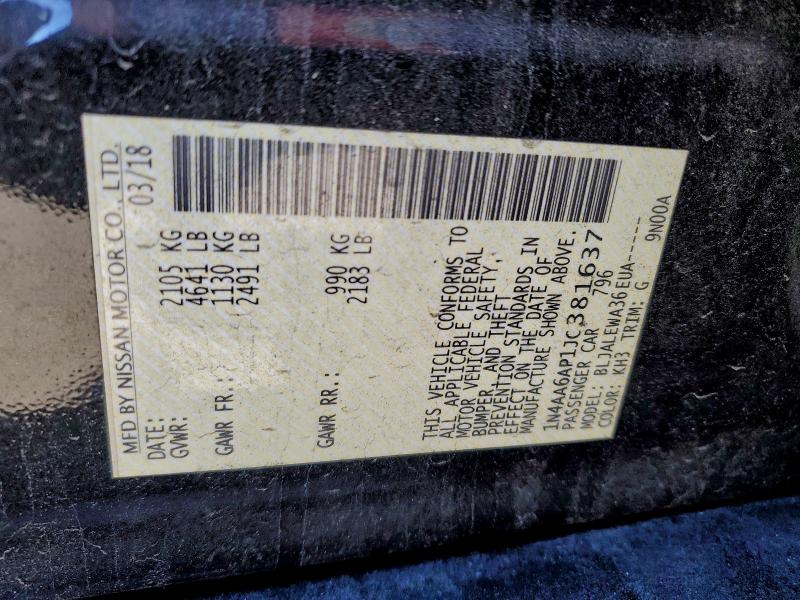 MFD BY NISSAN MOTOR CO., LTD.
DATE: 03/18
GVWR: 2105 KG
4641 LB
GAWR FR.: 1130 KG
2491 LB
GAWR RR.: 990 KG
2183 LB
THIS VEHICLE CONFORMS TO
ALL APPLICABLE FEDERAL
MOTOR VEHICLE SAFETY,
BUMPER, AND THEFT
PREVENTION STANDARDS IN
EFFECT ON THE DATE OF
MANUFACTURE SHOWN ABOVE.
1N4AA6AP1JC381637
PASSENGER CAR 796
MODEL: BLJALEWA36EUA-----
COLOR: KH3 TRIM: G 9N00A